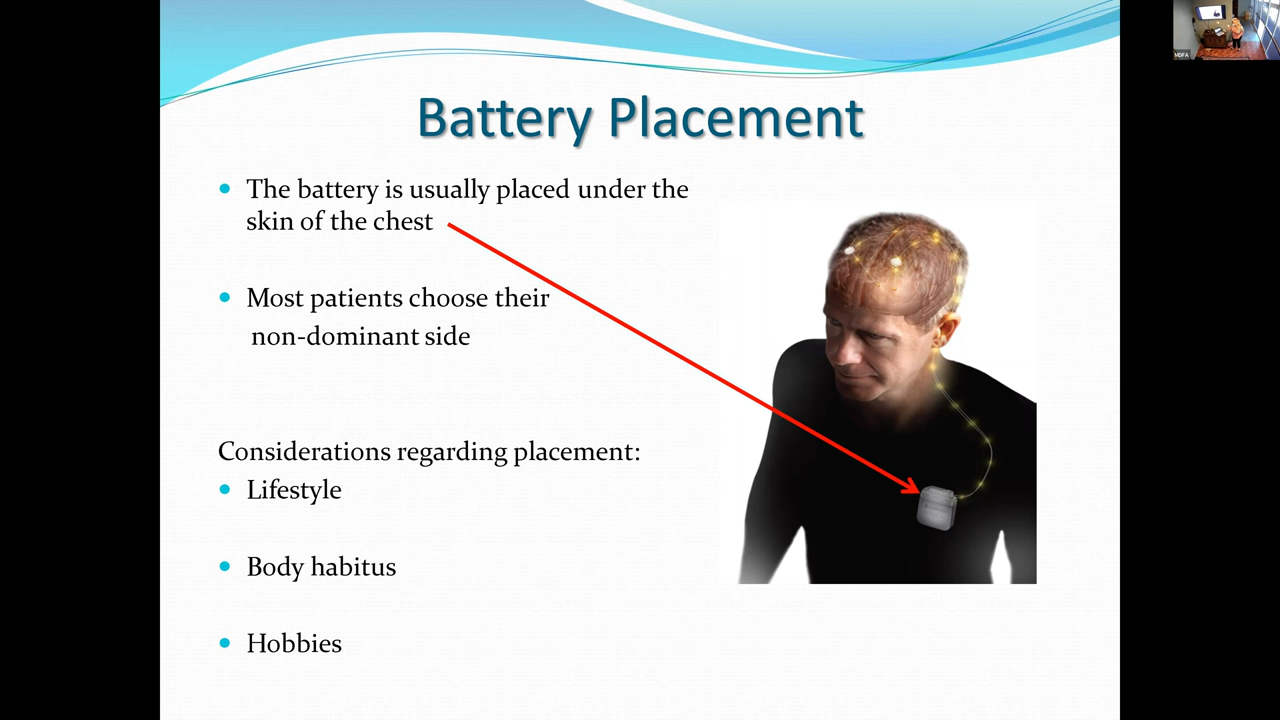 Battery Placement
The battery is usually placed under the
skin of the chest
Most patients choose their
non-dominant side
Considerations regarding placement:
Lifestyle
Body habitus
Hobbies
MDFA